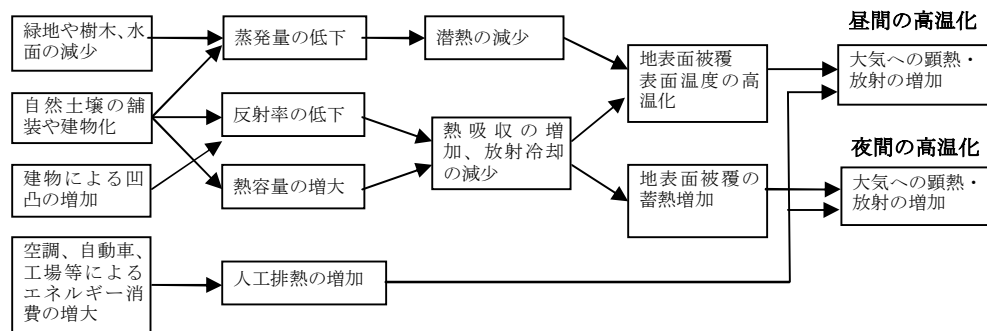 緑地や樹木、水
面の減少
自然土壌の舗
装や建物化
建物による凹
凸の増加
空調、自動車、
工場等による
エネルギー消
費の増大
蒸発量の低下
反射率の低下
熱容量の増大
人工排熱の増加
潜熱の減少
熱吸収の増
加、放射冷却
の減少
地表面被覆
表面温度の高
温化
地表面被覆の
蓄熱増加
昼間の高温化
大気への顕熱・
放射の増加
夜間の高温化
大気への顕熱・
放射の増加